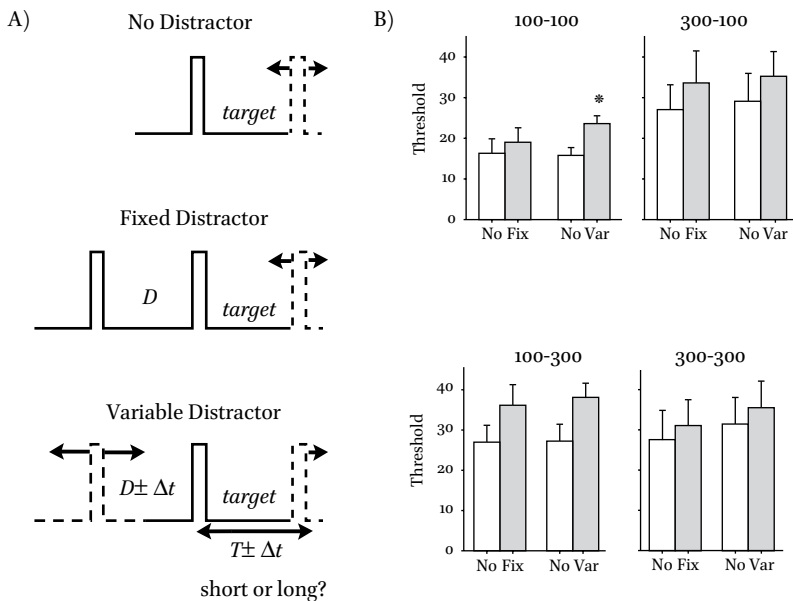 A)
No Distractor
target
Fixed Distractor
D
target
Variable Distractor
D± Δt
target
T± Δt
short or long?
B)
100-100
300-100
Threshold
40
30
20
10
0
*
No Fix
No Var
No Fix
No Var
100-300
300-300
Threshold
40
30
20
10
0
No Fix
No Var
No Fix
No Var